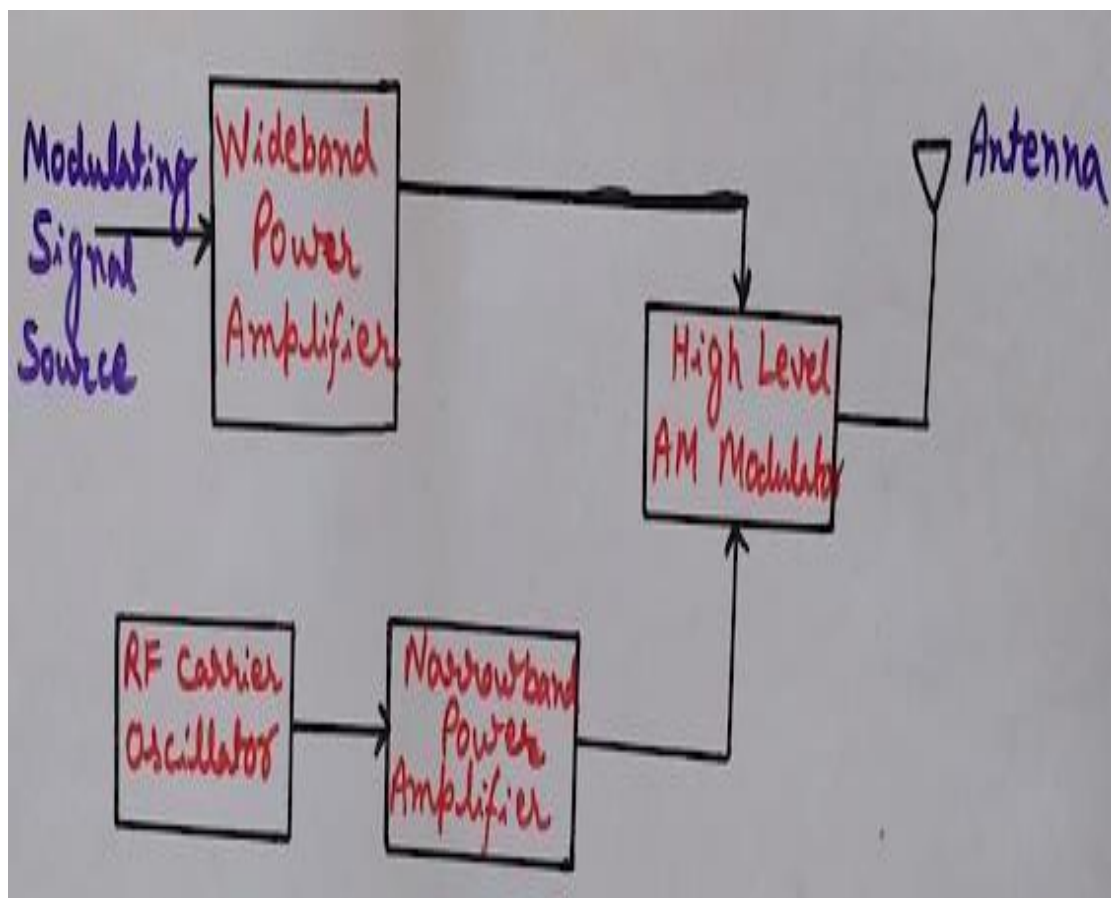 Modulating
Signal
Source
Wideband
Power
Amplifier
Antenna
High Level
AM Modulator
RF Carrier
Oscillator
Narrowband
Power
Amplifier